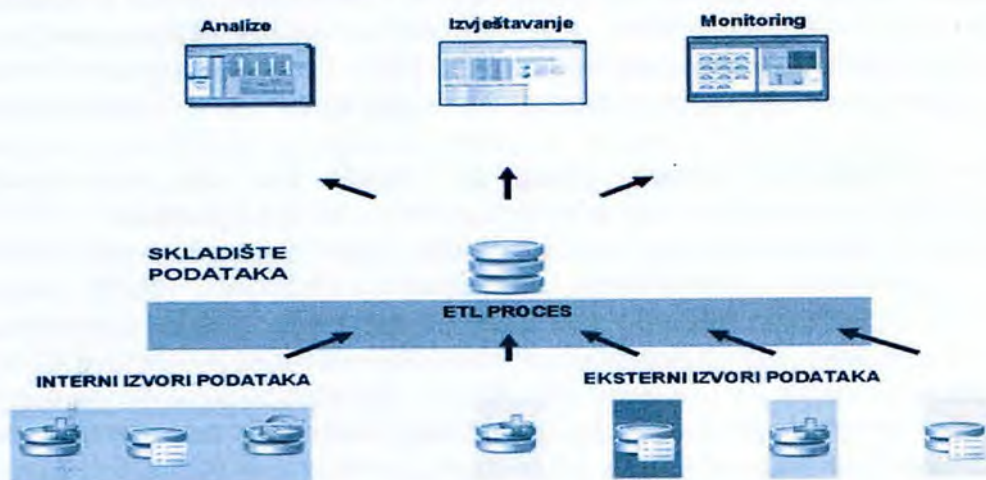 Analize
Izvještavanje
Monitoring
SKLADIŠTE
PODATAKA
ETL PROCES
INTERNI IZVORI PODATAKA
EKSTERNI IZVORI PODATAKA